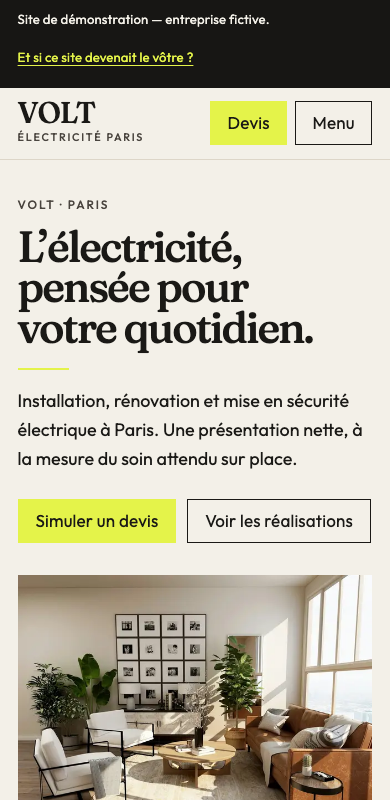 Site de démonstration — entreprise fictive.
Et si ce site devenait le vôtre ?
VOLT
ÉLECTRICITÉ PARIS
Devis
Menu
VOLT · PARIS
L’électricité,
pensée pour
votre quotidien.
Installation, rénovation et mise en sécurité
électrique à Paris. Une présentation nette, à
la mesure du soin attendu sur place.
Simuler un devis
Voir les réalisations